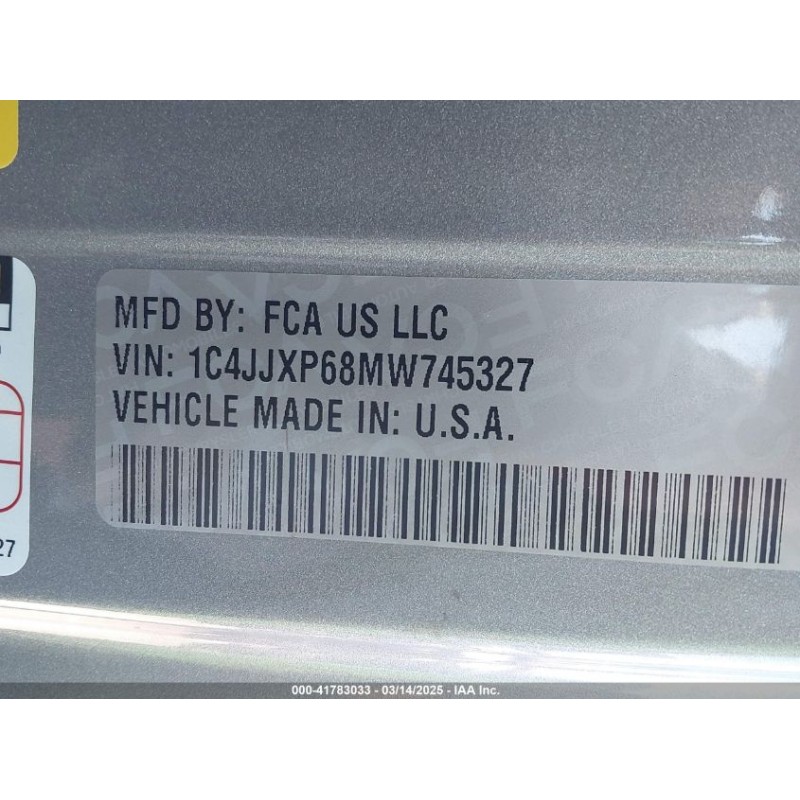 MFD BY: FCA US LLC
VIN: 1C4JJXP68MW745327
VEHICLE MADE IN: U.S.A.
27
000-41783033 - 03/14/2025 - IAA Inc.